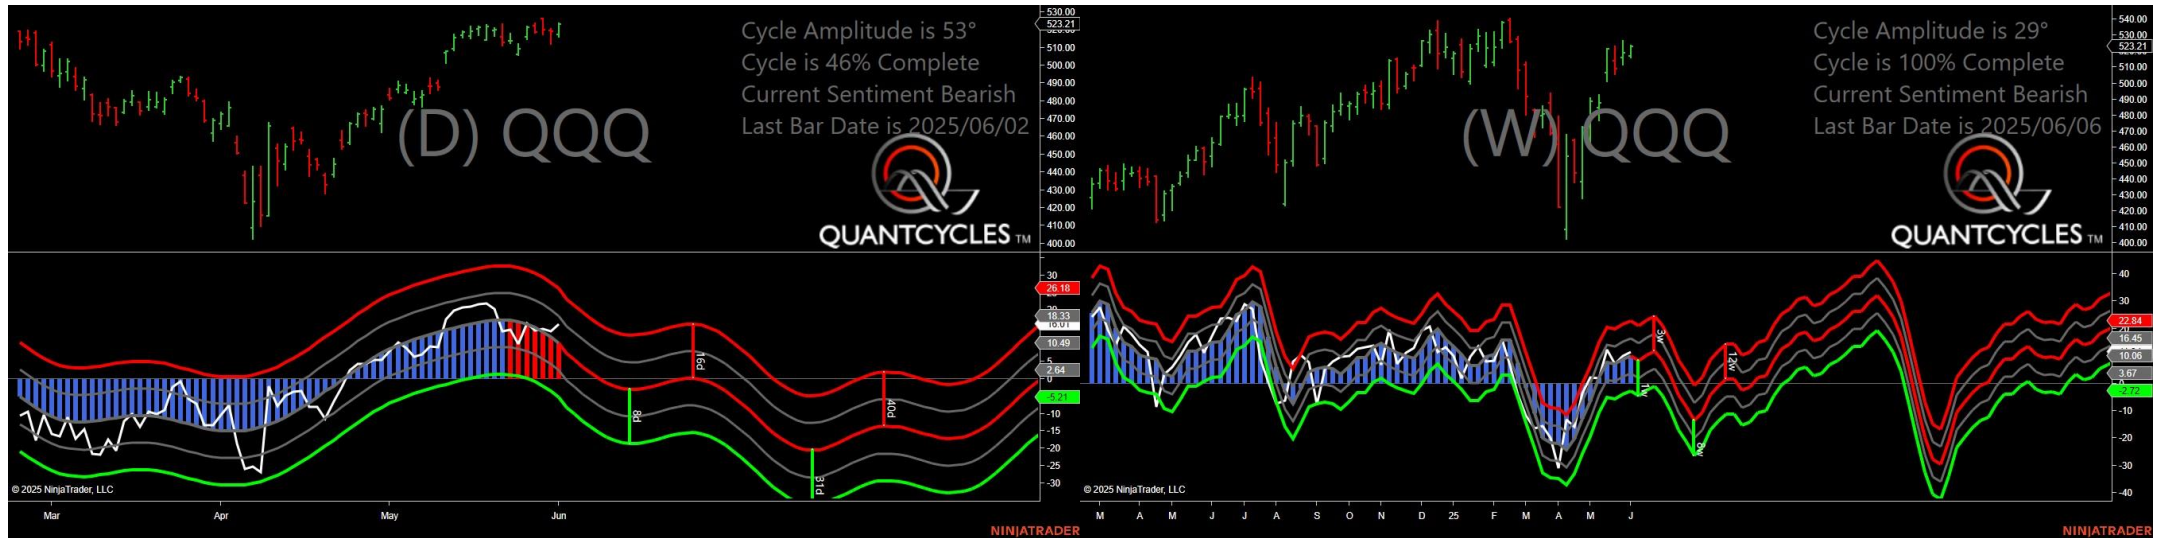 530.00
523.21
520.00
510.00
500.00
490.00
480.00
470.00
460.00
450.00
440.00
430.00
420.00
410.00
400.00
Cycle Amplitude is 53°
Cycle is 46% Complete
Current Sentiment Bearish
Last Bar Date is 2025/06/02
(D) QQQ
QUANTCYCLES TM
30
26.18
18.33
10.49
5
2.64
0
-5.21
-10
-15
-20
-25
-30
16d
8d
40d
31d
© 2025 NinjaTrader, LLC
Mar Apr May Jun
NINJATRADER
540.00
530.00
523.21
510.00
500.00
490.00
480.00
470.00
460.00
450.00
440.00
430.00
420.00
410.00
400.00
Cycle Amplitude is 29°
Cycle is 100% Complete
Current Sentiment Bearish
Last Bar Date is 2025/06/06
(W) QQQ
QUANTCYCLES TM
40
30
22.84
16.45
10.06
3.67
-2.72
-10
-20
-30
-40
3w
12w
1w
8w
© 2025 NinjaTrader, LLC
M A M J J A S O N D 25 F M A M J
NINJATRADER